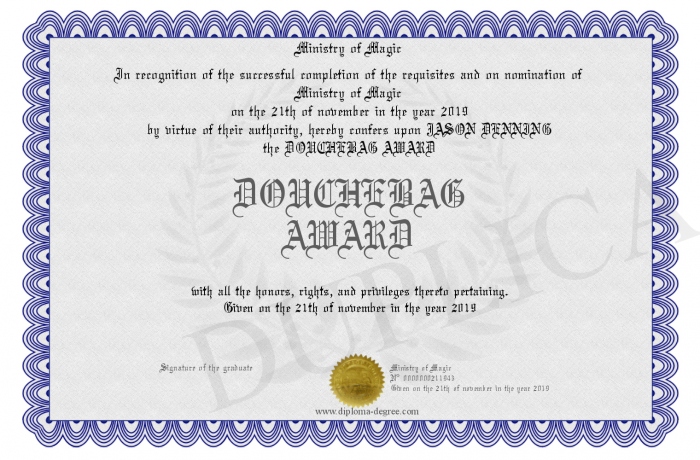 Ministry of Magic
In recognition of the successful completion of the requisites and on nomination of
Ministry of Magic
on the 21th of november in the year 2019
by virtue of their authority, hereby confers upon JASON DENNING
the DOUCHEBAG AWARD
DOUCHEBAG
AWARD
with all the honors, rights, and privileges thereto pertaining.
Given on the 21th of november in the year 2019
Signature of the graduate
Ministry of Magic
Nº 0000000211943
Given on the 21th of november in the year 2019
www.diploma-degree.com
DUPLICA